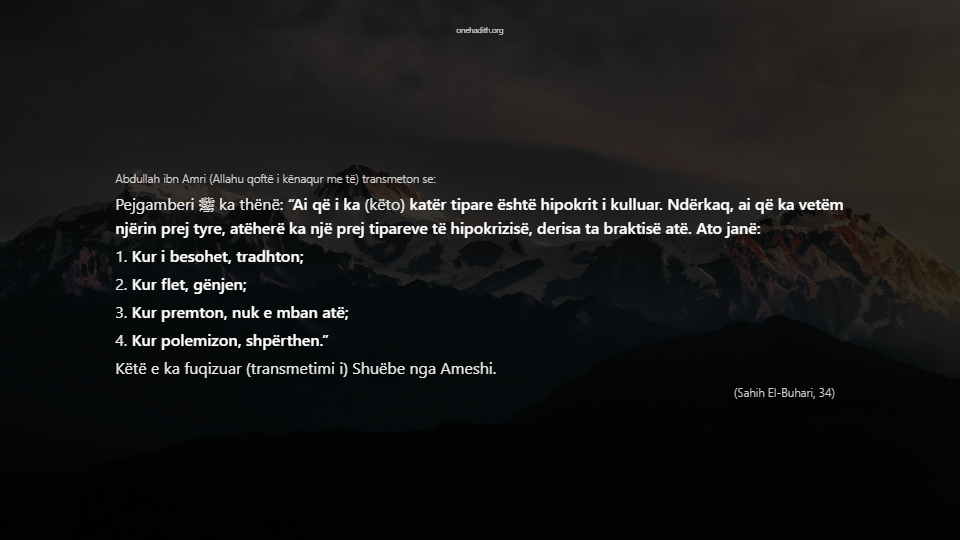 onehadith.org
Abdullah ibn Amri (Allahu qoftë i kënaqur me të) transmeton se:
Pejgamberi ﷺ ka thënë: “Ai që i ka (këto) katër tipare është hipokrit i kulluar. Ndërkaq, ai që ka vetëm
njërin prej tyre, atëherë ka një prej tipareve të hipokrizisë, derisa ta braktisë atë. Ato janë:
1. Kur i besohet, tradhton;
2. Kur flet, gënjen;
3. Kur premton, nuk e mban atë;
4. Kur polemizon, shpërthen.”
Këtë e ka fuqizuar (transmetimi i) Shuëbe nga Ameshi.
(Sahih El-Buhari, 34)